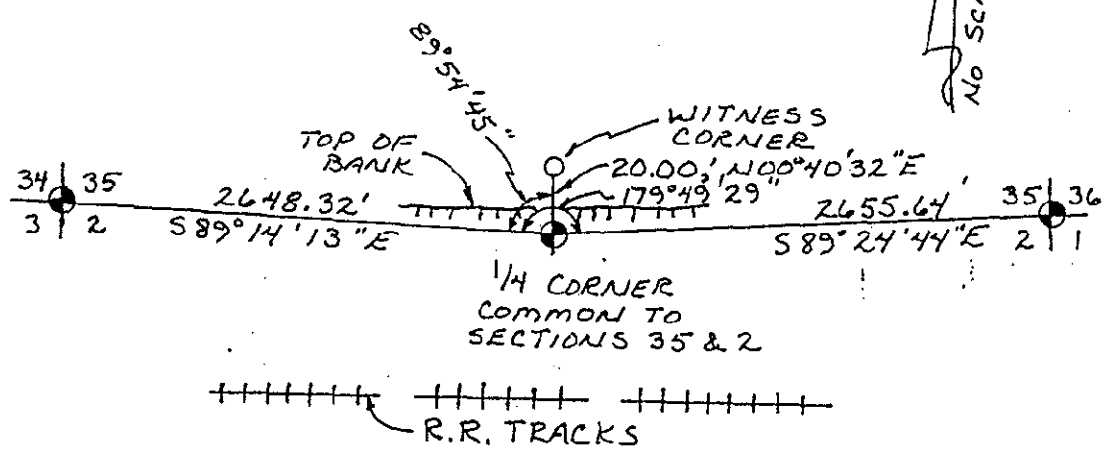 NO
89°54'45"
WITNESS
CORNER
TOP OF
BANK
20.00', N00°40'32"E
179°49'29"
34 35
2648.32'
2655.64'
35 36
3 2
S89°14'13"E
S89°24'44"E
2 1
1/4 CORNER
COMMON TO
SECTIONS 35 & 2
R.R. TRACKS